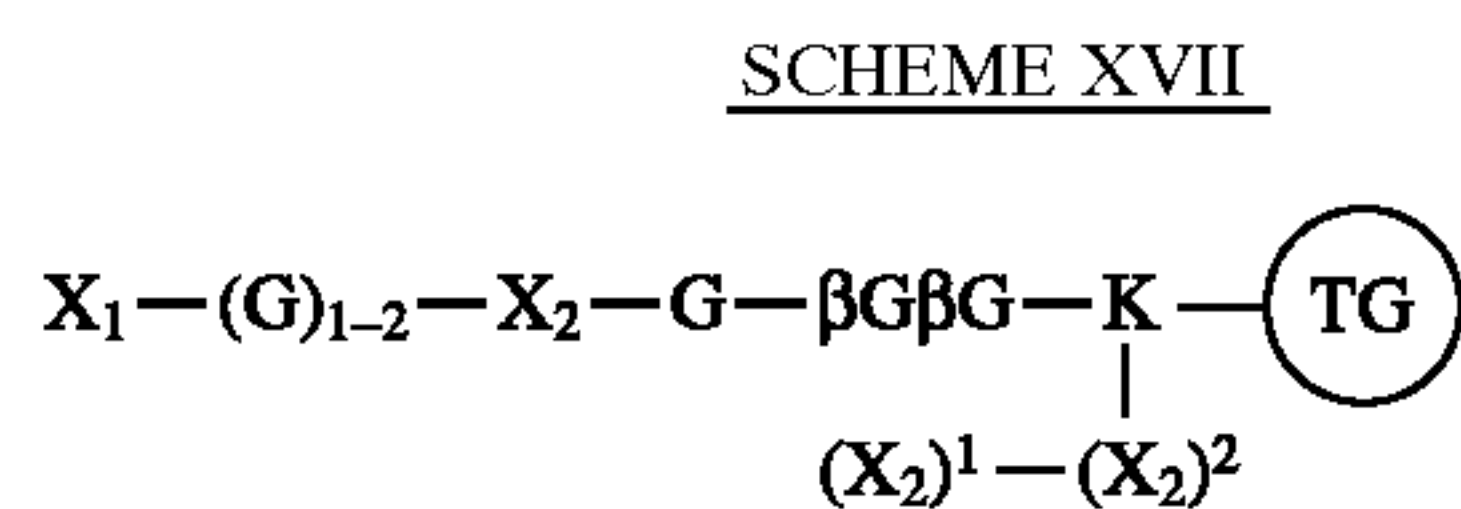 SCHEME XVII
X₁—(G)₁₋₂—X₂—G—βGβG—K—TG
(X₂)¹—(X₂)²